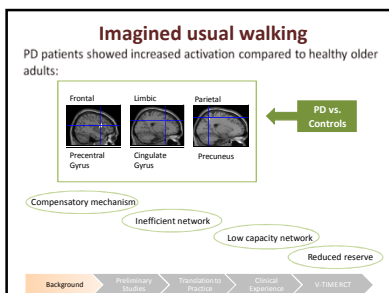 Imagined usual walking
PD patients showed increased activation compared to healthy older
adults:
Frontal
Limbic
Parietal
Precentral
Gyrus
Cingulate
Gyrus
Precuneus
PD vs.
Controls
Compensatory mechanism
Inefficient network
Low capacity network
Reduced reserve
Background
Preliminary
Studies
Translation to
Practice
Clinical
Experience
V-TIME RCT